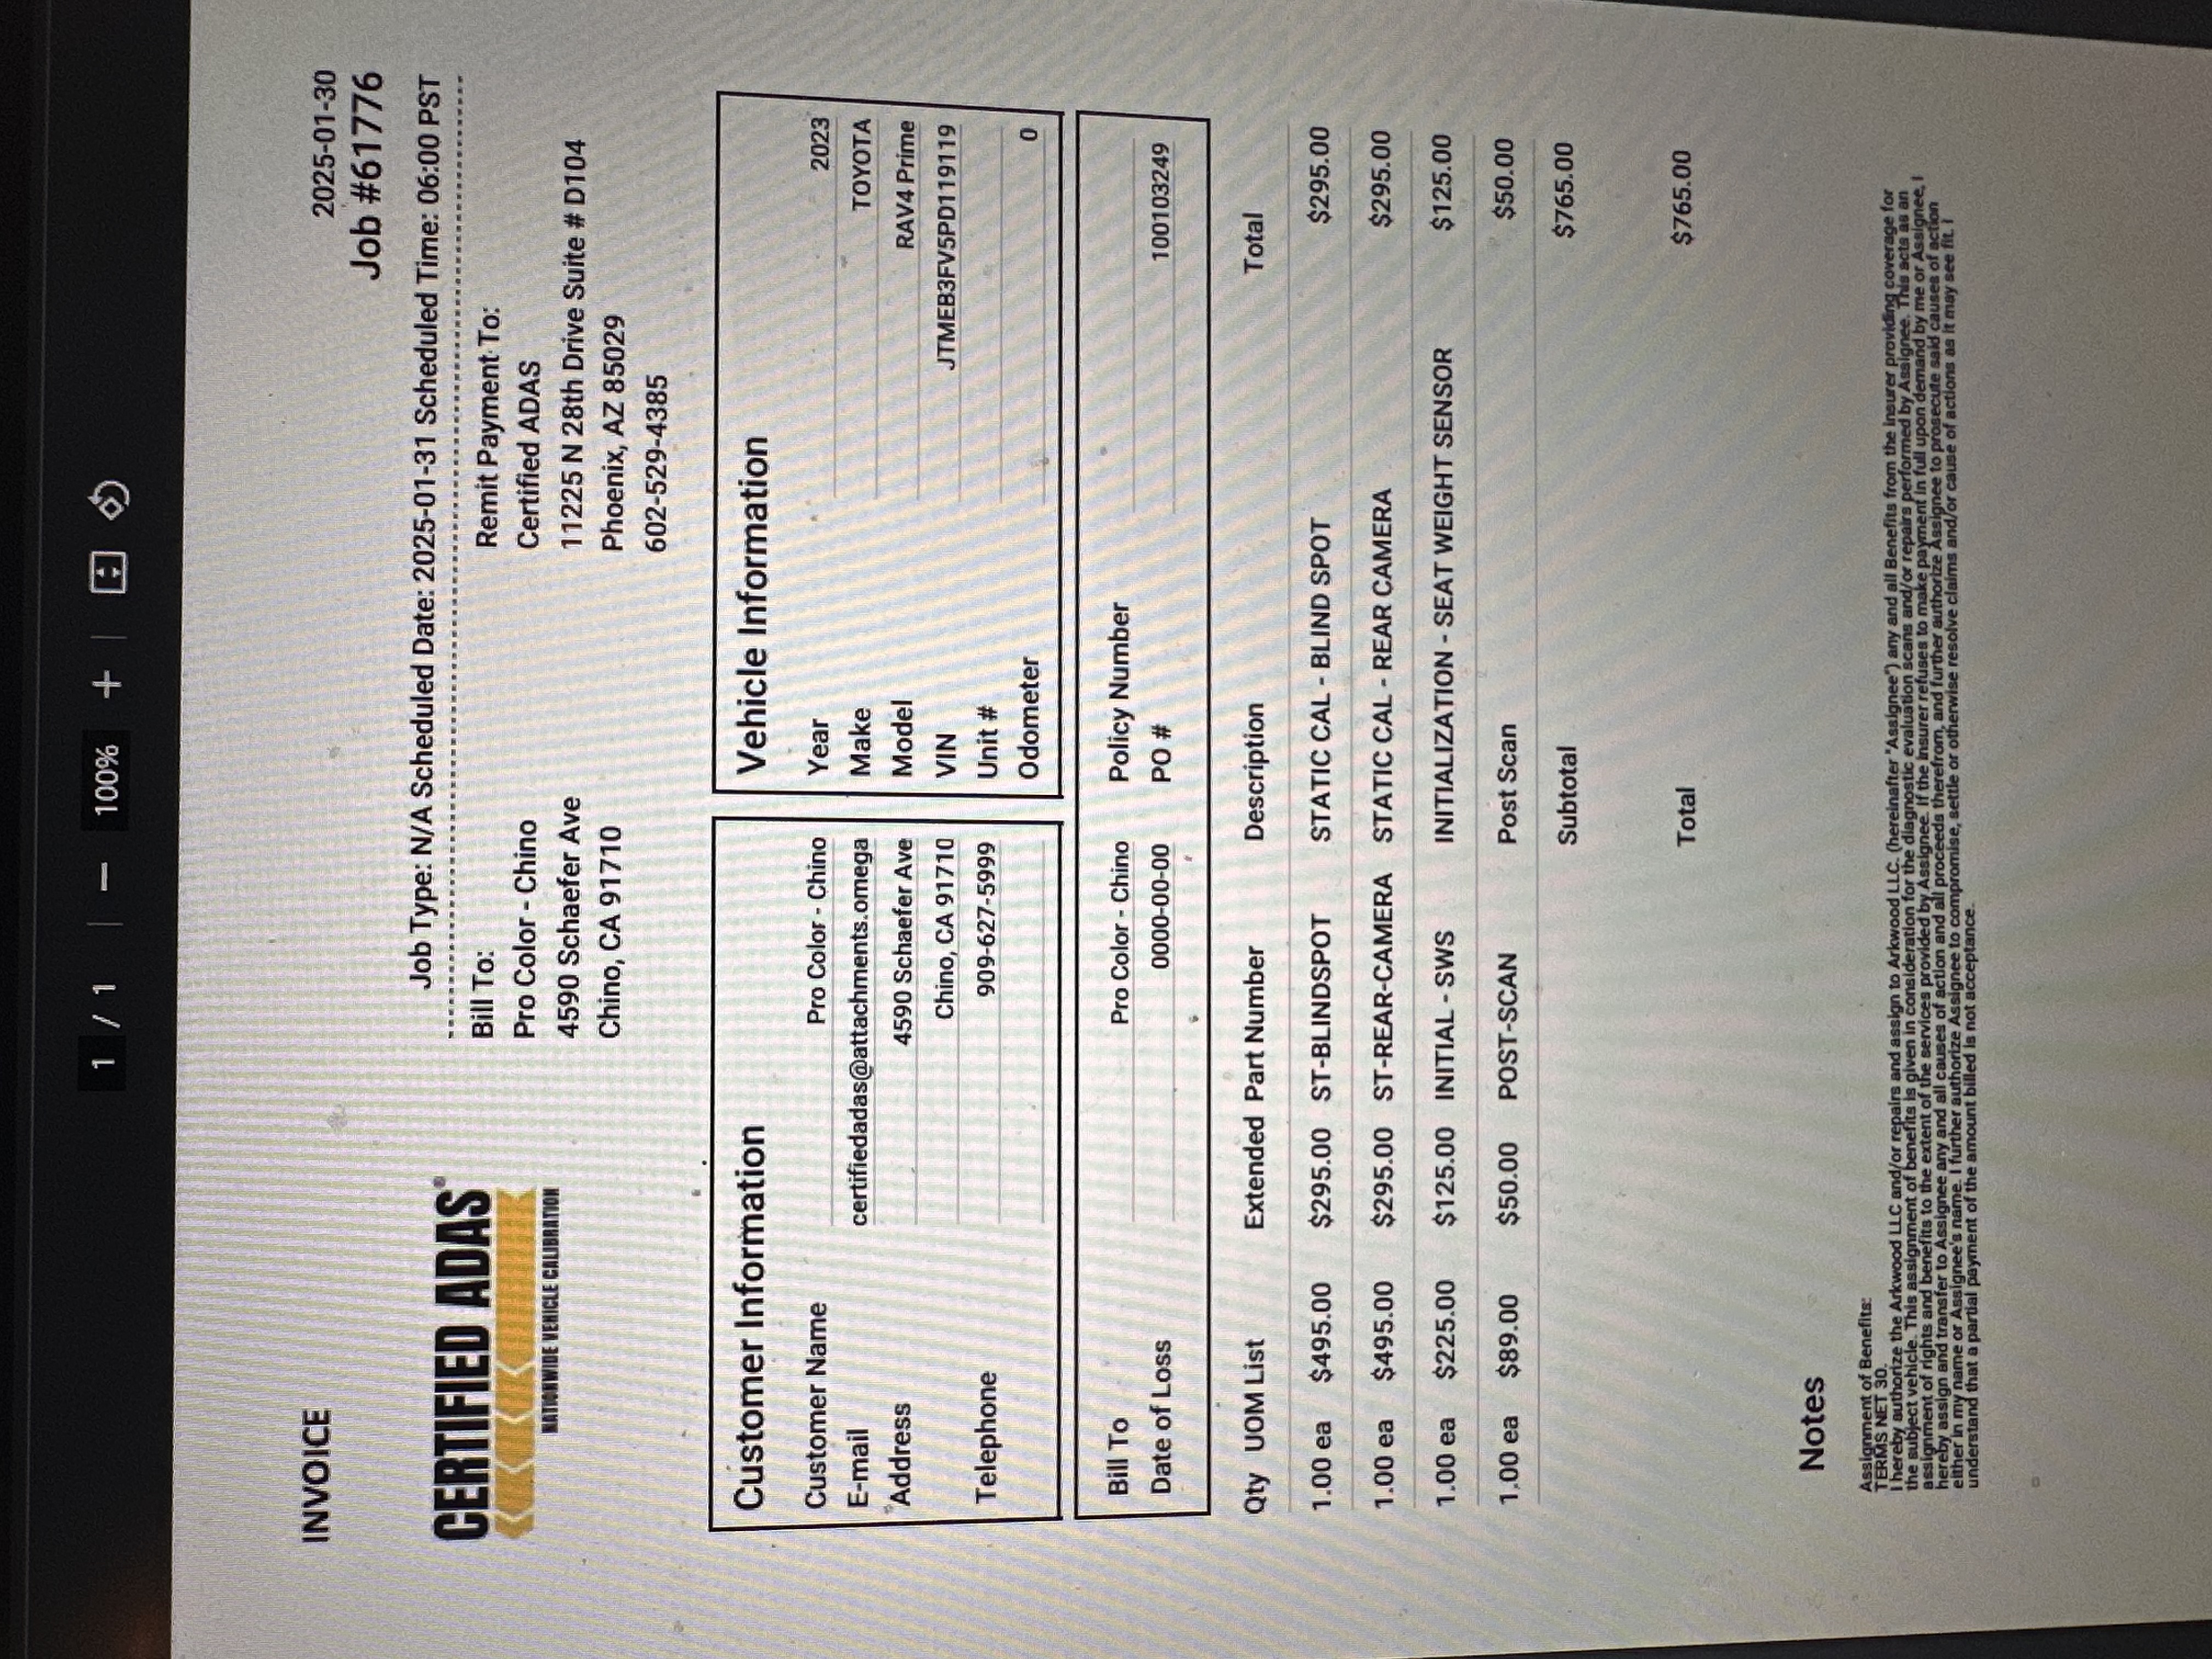 1 / 1 100%
INVOICE
2025-01-30
Job #61776
Job Type: N/A Scheduled Date: 2025-01-31 Scheduled Time: 06:00 PST
CERTIFIED ADAS®
NATIONWIDE VEHICLE CALIBRATION
Bill To:
Pro Color - Chino
4590 Schaefer Ave
Chino, CA 91710
Remit Payment To:
Certified ADAS
11225 N 28th Drive Suite # D104
Phoenix, AZ 85029
602-529-4385
Customer Information
Customer Name Pro Color - Chino
E-mail certifiedadas@attachments.omega
Address 4590 Schaefer Ave
Chino, CA 91710
Telephone 909-627-5999
Vehicle Information
Year 2023
Make TOYOTA
Model RAV4 Prime
VIN JTMEB3FV5PD119119
Unit #
Odometer 0
Bill To Pro Color - Chino Policy Number
Date of Loss 0000-00-00 PO # 100103249
Qty UOM List Extended Part Number Description Total
1.00 ea $495.00 $295.00 ST-BLINDSPOT STATIC CAL - BLIND SPOT $295.00
1.00 ea $495.00 $295.00 ST-REAR-CAMERA STATIC CAL - REAR CAMERA $295.00
1.00 ea $225.00 $125.00 INITIAL - SWS INITIALIZATION - SEAT WEIGHT SENSOR $125.00
1.00 ea $89.00 $50.00 POST-SCAN Post Scan $50.00
Subtotal $765.00
Total $765.00
Notes
Assignment of Benefits:
TERMS NET 30.
I hereby authorize the Arkwood LLC and/or repairs and assign to Arkwood LLC. (hereinafter "Assignee") any and all Benefits from the insurer providing coverage for
the subject vehicle. This assignment of benefits is given in consideration for the diagnostic evaluation scans and/or repairs performed by Assignee. This acts as an
assignment of rights and benefits to the extent of the services provided by Assignee. If the insurer refuses to make payment in full upon demand by me or Assignee, I
hereby assign and transfer to Assignee any and all causes of action and all proceeds therefrom, and further authorize Assignee to prosecute said causes of action
either in my name or Assignee's name. I further authorize Assignee to compromise, settle or otherwise resolve claims and/or cause of actions as it may see fit. I
understand that a partial payment of the amount billed is not acceptance.